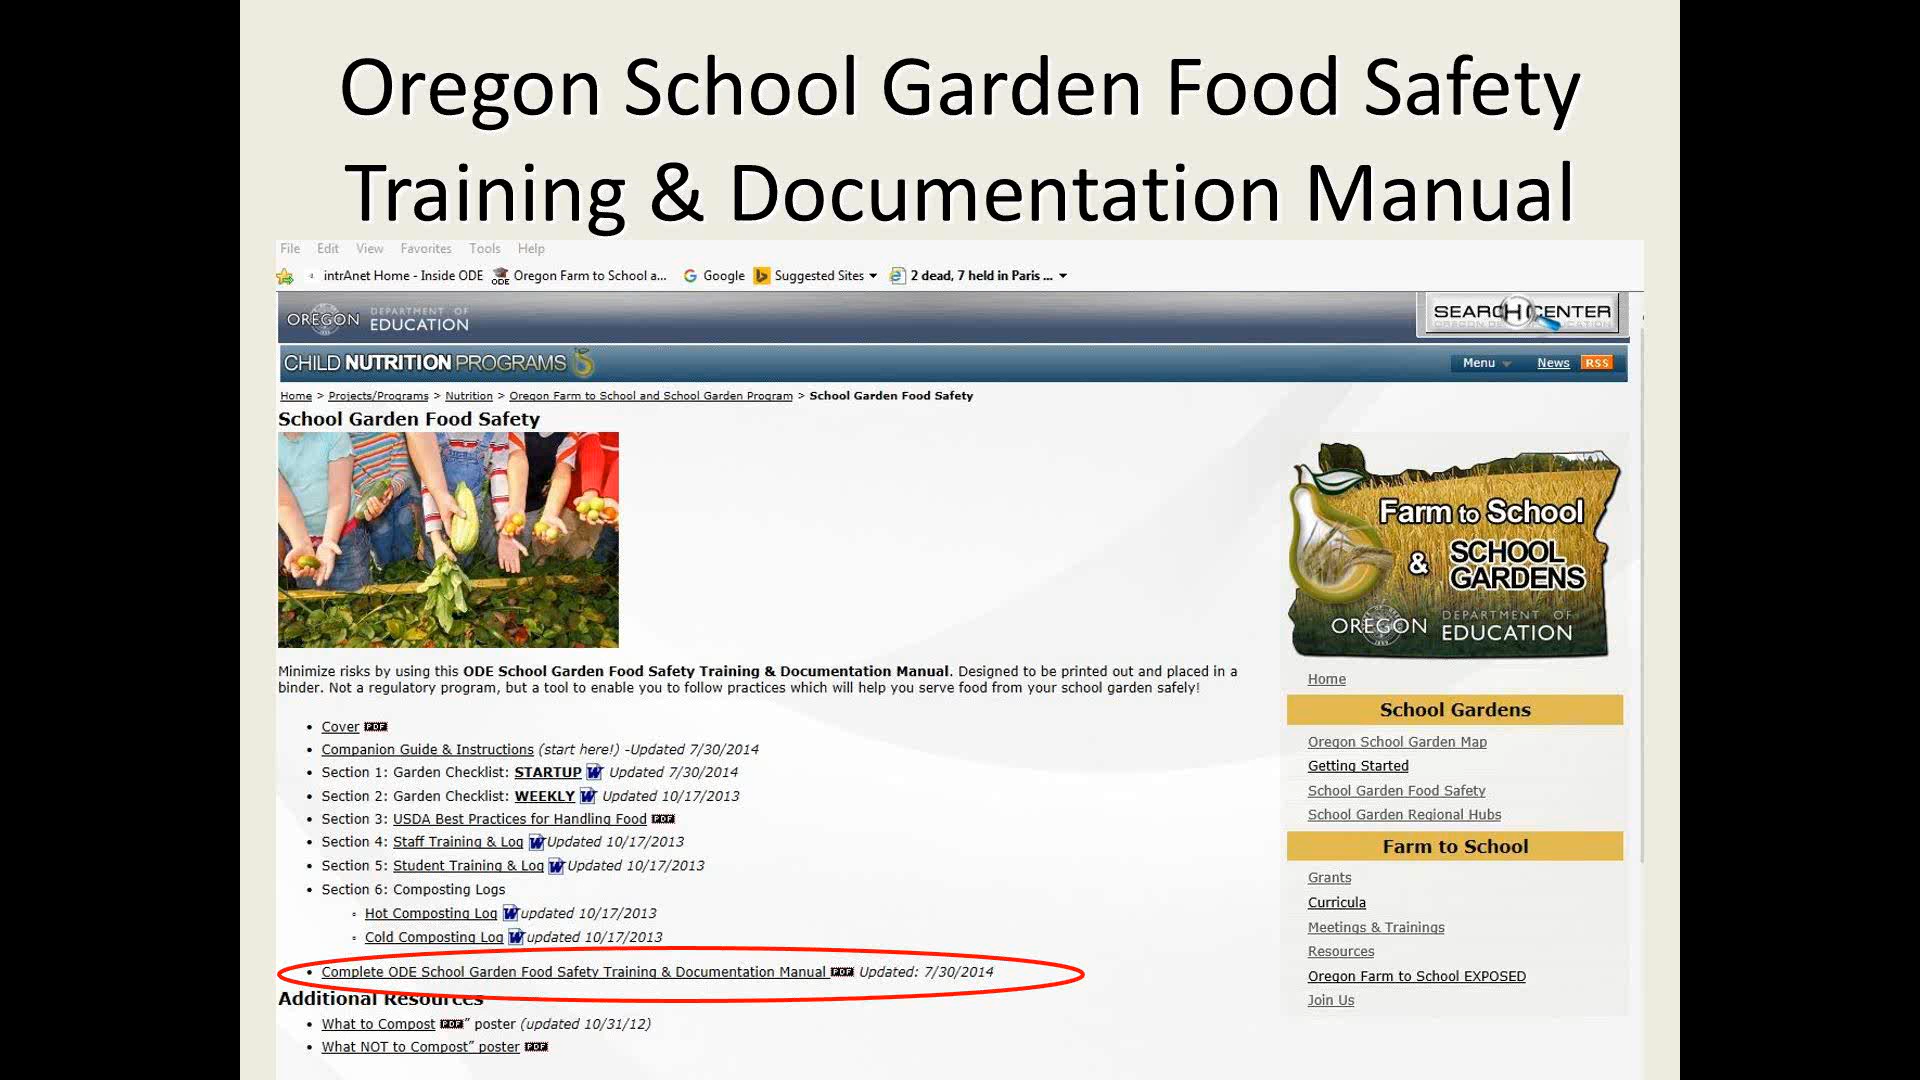 Oregon School Garden Food Safety
Training & Documentation Manual
File Edit View Favorites Tools Help
intrAnet Home - Inside ODE ODE Oregon Farm to School a... Google Suggested Sites 2 dead, 7 held in Paris ...
OREGON DEPARTMENT OF EDUCATION
SEARCH CENTER
CHILD NUTRITION PROGRAMS
Menu News RSS
Home > Projects/Programs > Nutrition > Oregon Farm to School and School Garden Program > School Garden Food Safety
School Garden Food Safety
Minimize risks by using this ODE School Garden Food Safety Training & Documentation Manual. Designed to be printed out and placed in a
binder. Not a regulatory program, but a tool to enable you to follow practices which will help you serve food from your school garden safely!
• Cover PDF
• Companion Guide & Instructions (start here!) -Updated 7/30/2014
• Section 1: Garden Checklist: STARTUP W Updated 7/30/2014
• Section 2: Garden Checklist: WEEKLY W Updated 10/17/2013
• Section 3: USDA Best Practices for Handling Food PDF
• Section 4: Staff Training & Log W Updated 10/17/2013
• Section 5: Student Training & Log W Updated 10/17/2013
• Section 6: Composting Logs
◦ Hot Composting Log W updated 10/17/2013
◦ Cold Composting Log W updated 10/17/2013
• Complete ODE School Garden Food Safety Training & Documentation Manual PDF Updated: 7/30/2014
Additional Resources
• What to Compost PDF” poster (updated 10/31/12)
• What NOT to Compost” poster PDF
Farm to School
& SCHOOL
GARDENS
OREGON DEPARTMENT OF
EDUCATION
Home
School Gardens
Oregon School Garden Map
Getting Started
School Garden Food Safety
School Garden Regional Hubs
Farm to School
Grants
Curricula
Meetings & Trainings
Resources
Oregon Farm to School EXPOSED
Join Us